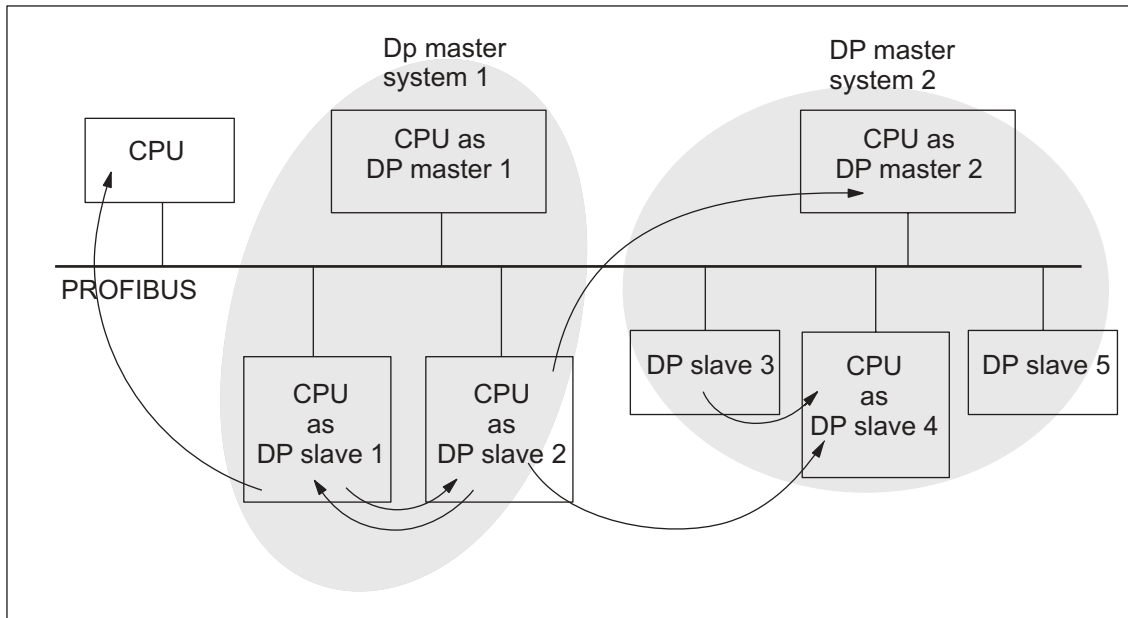 Dp master
system 1
DP master
system 2
CPU
CPU as
DP master 1
CPU as
DP master 2
PROFIBUS
CPU
as
DP slave 1
CPU
as
DP slave 2
DP slave 3
CPU
as
DP slave 4
DP slave 5